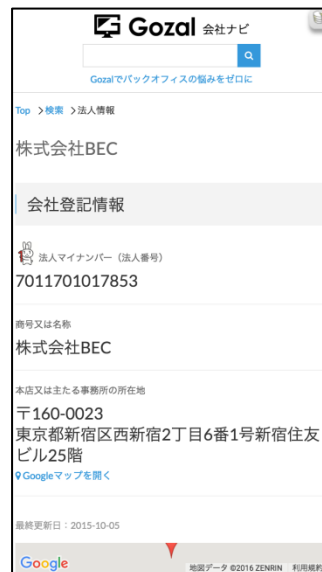 Gozal 会社ナビ
Gozalでバックオフィスの悩みをゼロに
Top >検索 >法人情報
株式会社BEC
会社登記情報
法人マイナンバー（法人番号）
7011701017853
商号又は名称
株式会社BEC
本店又は主たる事務所の所在地
〒160-0023
東京都新宿区西新宿2丁目6番1号新宿住友
ビル25階
Googleマップを開く
最終更新日：2015-10-05
Google
地図データ ©2016 ZENRIN 利用規約